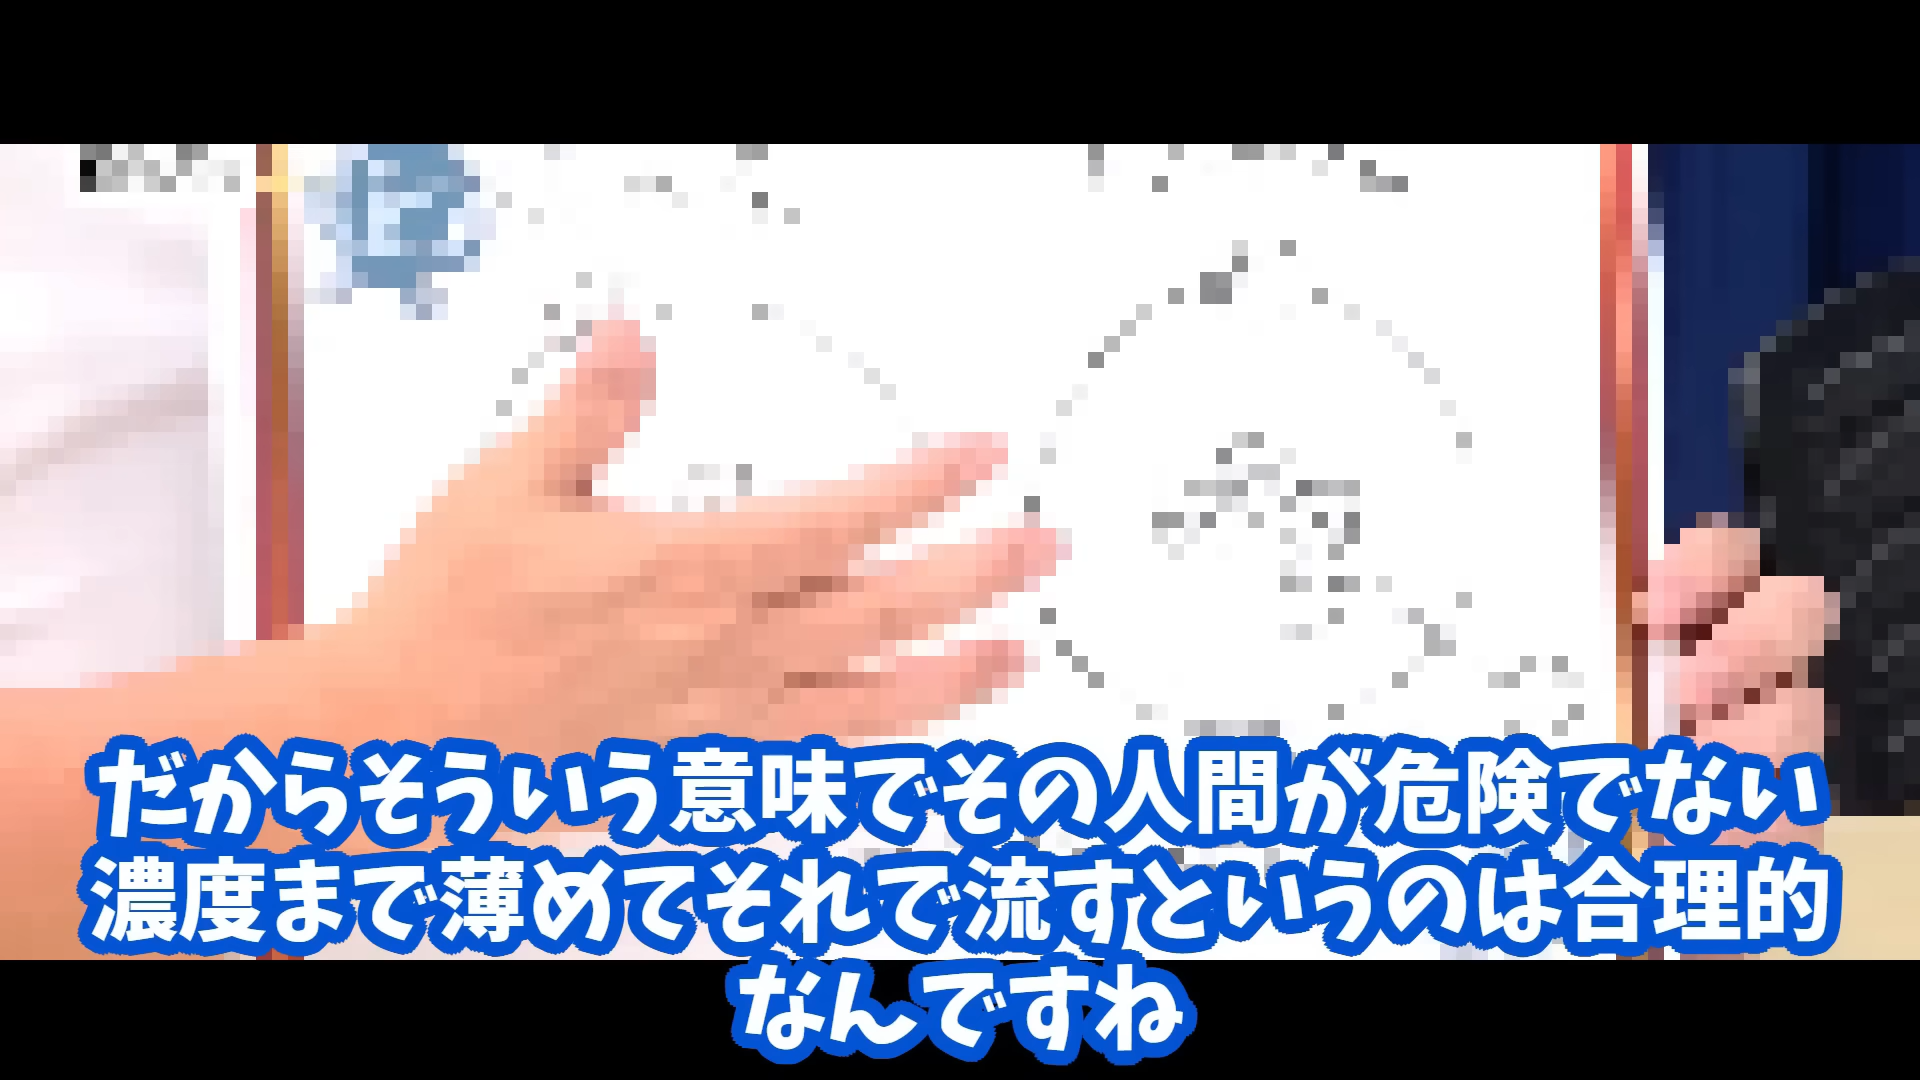 だからそういう意味でその人間が危険でない
濃度まで薄めてそれで流すというのは合理的
なんですね